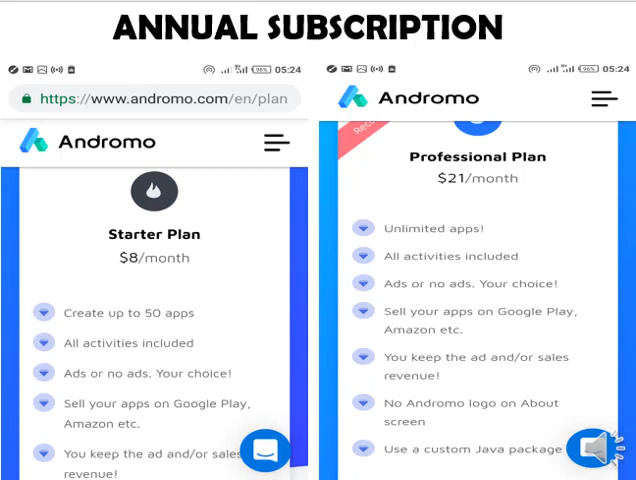 ANNUAL SUBSCRIPTION
96%
05:24
https://www.andromo.com/en/plan
Andromo
Starter Plan
$8/month
Create up to 50 apps
All activities included
Ads or no ads. Your choice!
Sell your apps on Google Play,
Amazon etc.
You keep the ad and/or sales
revenue!
96%
05:24
Andromo
Professional Plan
$21/month
Unlimited apps!
All activities included
Ads or no ads. Your choice!
Sell your apps on Google Play,
Amazon etc.
You keep the ad and/or sales
revenue!
No Andromo logo on About
screen
Use a custom Java package